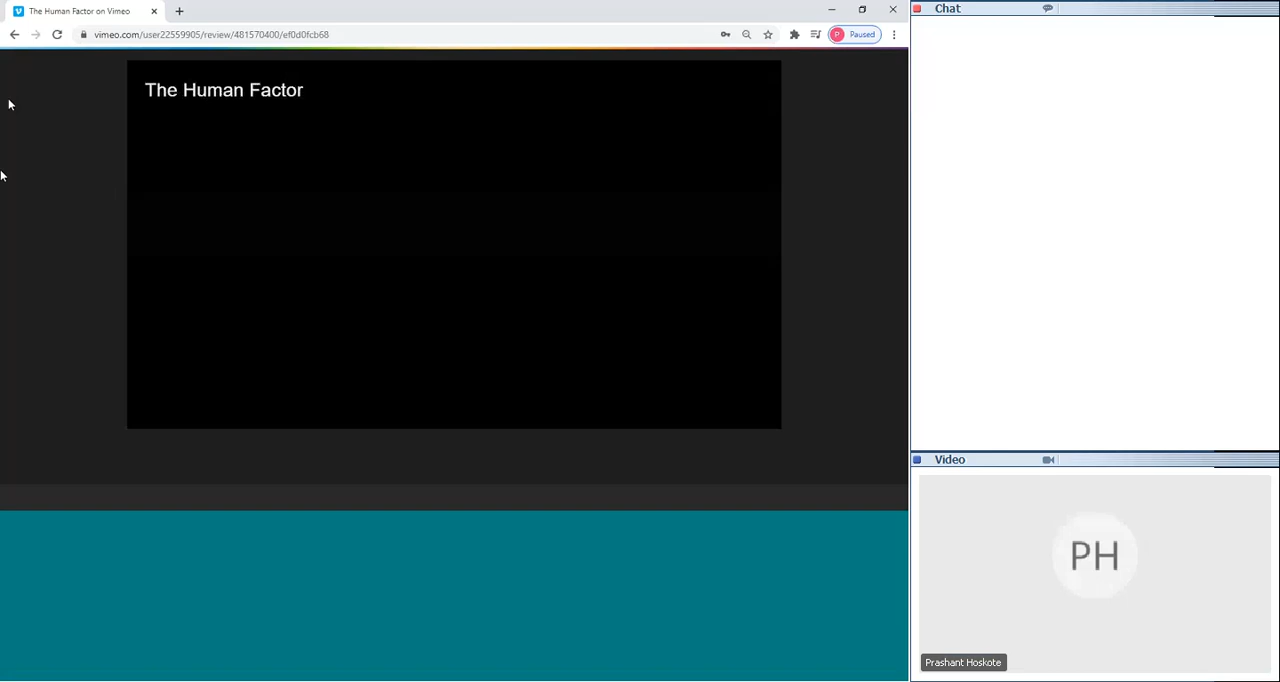 The Human Factor on Vimeo
vimeo.com/user22559905/review/481570400/ef0d0fcb68
P Paused
The Human Factor
Chat
Video
PH
Prashant Hoskote